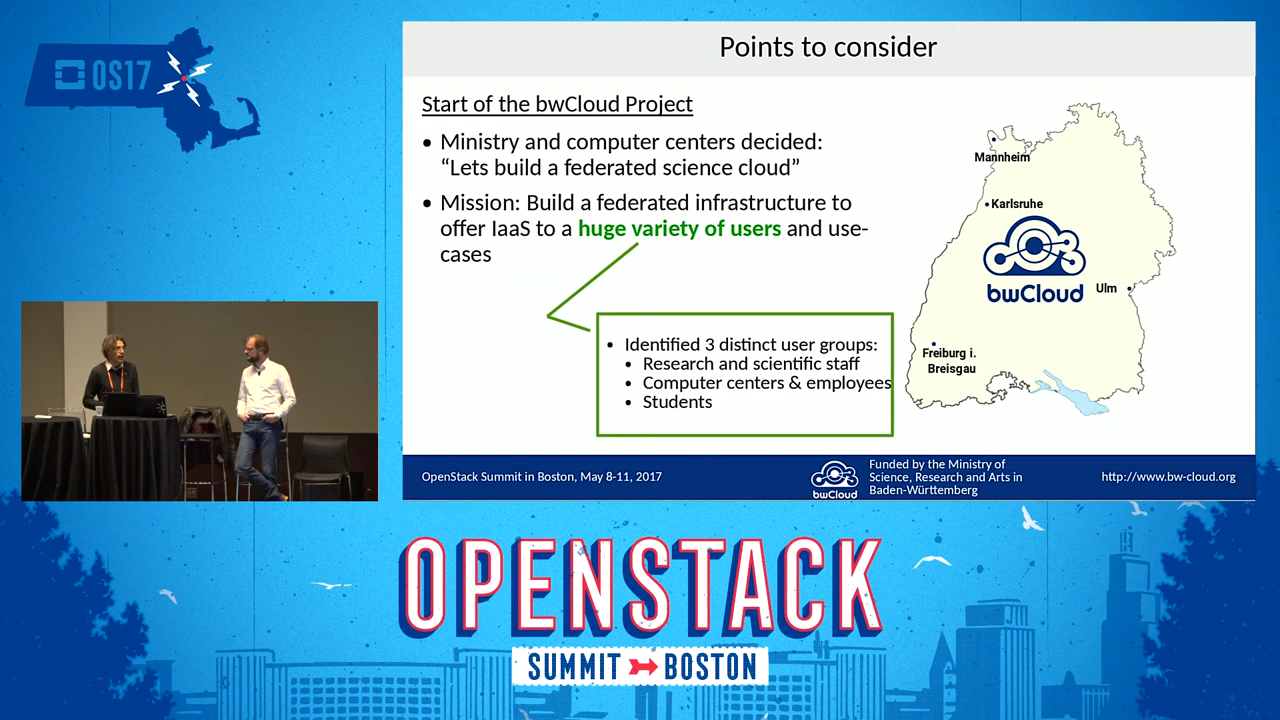 OS17
Points to consider
Start of the bwCloud Project
• Ministry and computer centers decided:
“Lets build a federated science cloud”
• Mission: Build a federated infrastructure to
offer IaaS to a huge variety of users and use-
cases
• Identified 3 distinct user groups:
• Research and scientific staff
• Computer centers & employees
• Students
Mannheim
Karlsruhe
bwCloud
Ulm
Freiburg i.
Breisgau
OpenStack Summit in Boston, May 8-11, 2017
bwCloud
Funded by the Ministry of
Science, Research and Arts in
Baden-Württemberg
http://www.bw-cloud.org
OPENSTACK
SUMMIT BOSTON